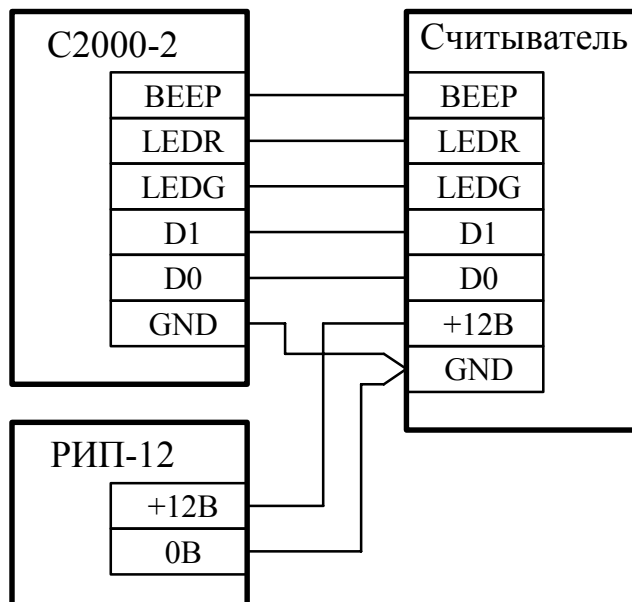 С2000-2
BEEP
LEDR
LEDG
D1
D0
GND
Считыватель
BEEP
LEDR
LEDG
D1
D0
+12В
GND
РИП-12
+12В
0В